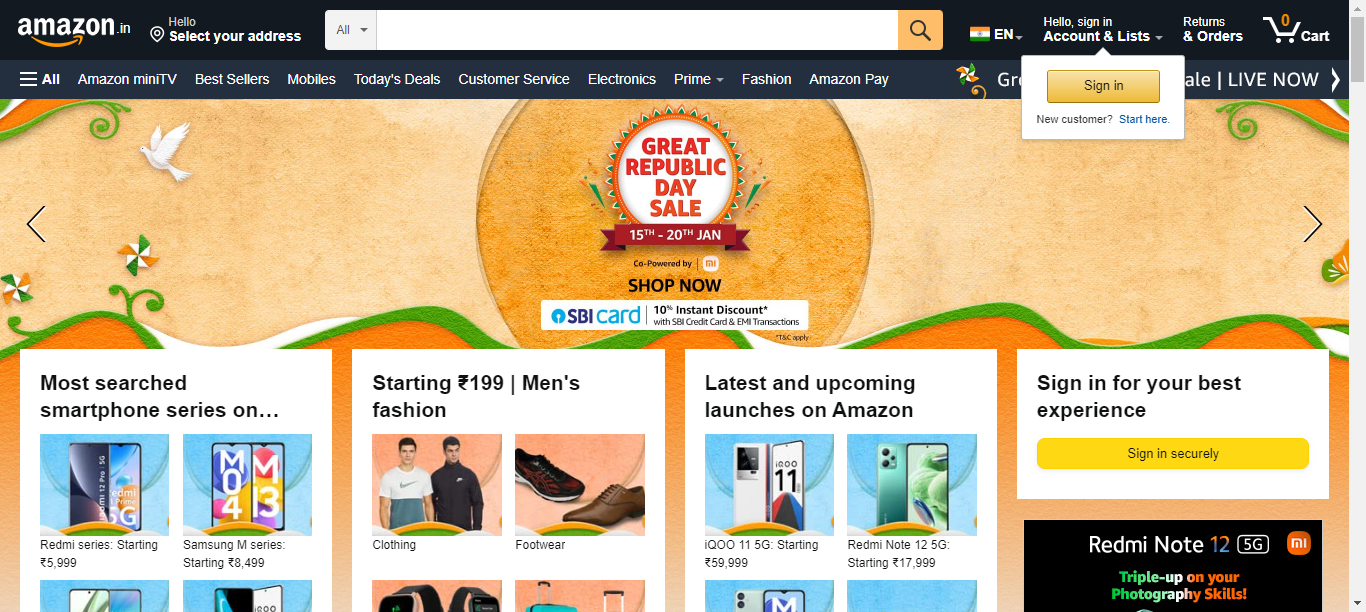 amazon.in
Hello
Select your address
All
EN
Hello, sign in
Account & Lists
Returns
& Orders
0
Cart
All
Amazon miniTV
Best Sellers
Mobiles
Today's Deals
Customer Service
Electronics
Prime
Fashion
Amazon Pay
Gre
ale | LIVE NOW
Sign in
New customer? Start here.
GREAT
REPUBLIC
DAY
SALE
15TH - 20TH JAN
Co-Powered by | mi
SHOP NOW
SBI card
10% Instant Discount*
with SBI Credit Card & EMI Transactions
*T&C apply
Most searched
smartphone series on…
Redmi series: Starting
₹5,999
Samsung M series:
Starting ₹8,499
M M
0 1
4 3
Starting ₹199 | Men's
fashion
Clothing
Footwear
Latest and upcoming
launches on Amazon
iQOO
11
iQOO 11 5G: Starting
₹59,999
Redmi Note 12 5G:
Starting ₹17,999
Sign in for your best
experience
Sign in securely
Redmi Note 12 5G
mi
Triple-up on your
Photography Skills!